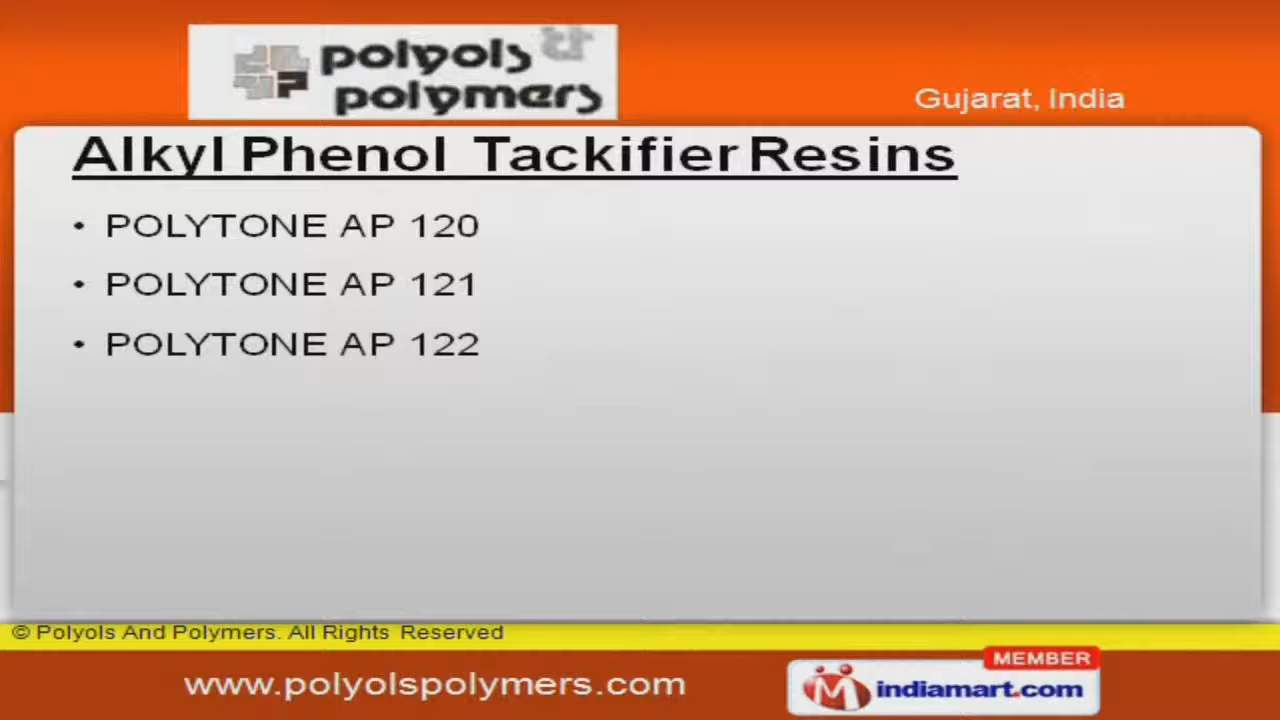 polyols &
polymers
Gujarat, India
Alkyl Phenol Tackifier Resins
• POLYTONE AP 120
• POLYTONE AP 121
• POLYTONE AP 122
© Polyols And Polymers. All Rights Reserved
www.polyolspolymers.com
MEMBER
indiamart.com